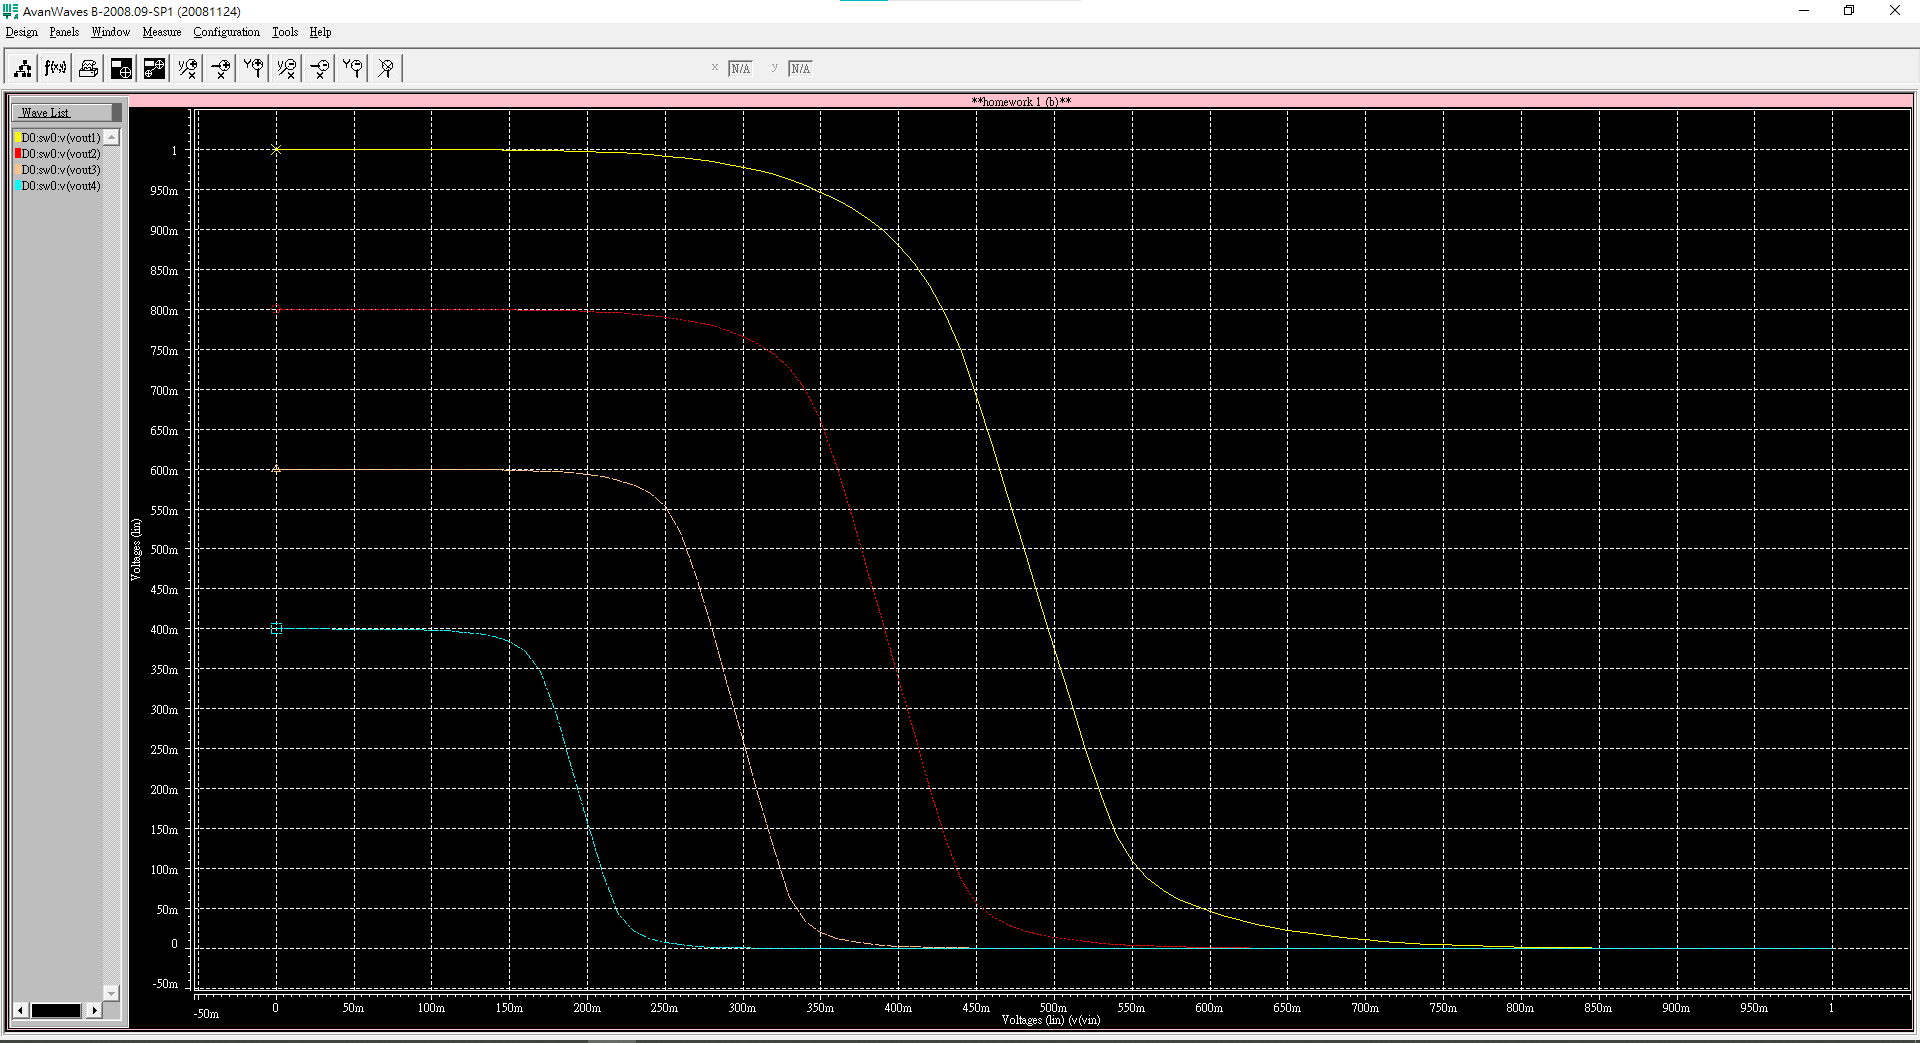 AvanWaves B-2008.09-SP1 (20081124)
Design Panels Window Measure Configuration Tools Help
f(x) x N/A y N/A
**homework 1 (b)**
Wave List
D0:sw0:v(vout1)
D0:sw0:v(vout2)
D0:sw0:v(vout3)
D0:sw0:v(vout4)
1
950m
900m
850m
800m
750m
700m
650m
600m
550m
500m
450m
400m
350m
300m
250m
200m
150m
100m
50m
0
-50m
Voltages (lin)
-50m 0 50m 100m 150m 200m 250m 300m 350m 400m 450m 500m 550m 600m 650m 700m 750m 800m 850m 900m 950m 1
Voltages (lin) (v(vin)